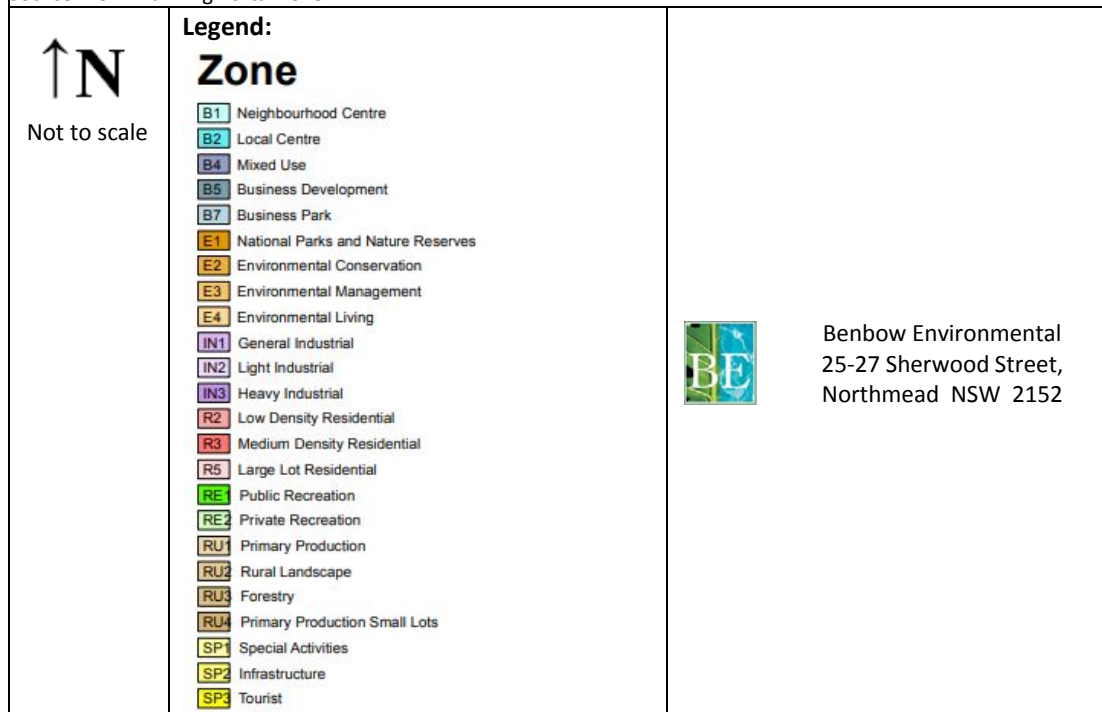 ↑N
Not to scale
Legend:
Zone
B1 Neighbourhood Centre
B2 Local Centre
B4 Mixed Use
B5 Business Development
B7 Business Park
E1 National Parks and Nature Reserves
E2 Environmental Conservation
E3 Environmental Management
E4 Environmental Living
IN1 General Industrial
IN2 Light Industrial
IN3 Heavy Industrial
R2 Low Density Residential
R3 Medium Density Residential
R5 Large Lot Residential
RE1 Public Recreation
RE2 Private Recreation
RU1 Primary Production
RU2 Rural Landscape
RU3 Forestry
RU4 Primary Production Small Lots
SP1 Special Activities
SP2 Infrastructure
SP3 Tourist
BE
Benbow Environmental
25-27 Sherwood Street,
Northmead NSW 2152